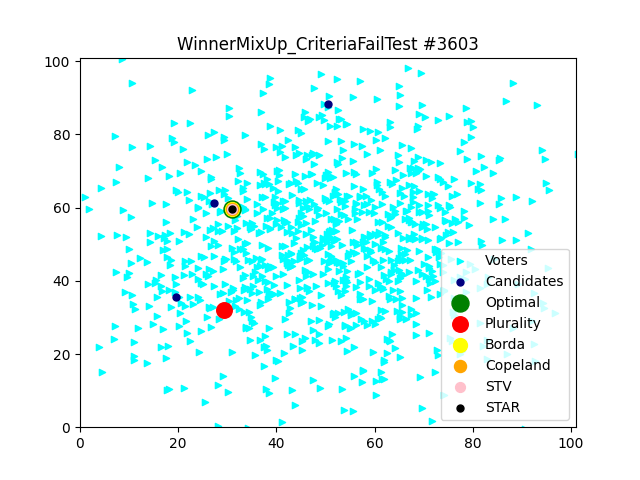 WinnerMixUp_CriteriaFailTest #3603
100
80
60
40
20
0
0 20 40 60 80 100
Voters
Candidates
Optimal
Plurality
Borda
Copeland
STV
STAR